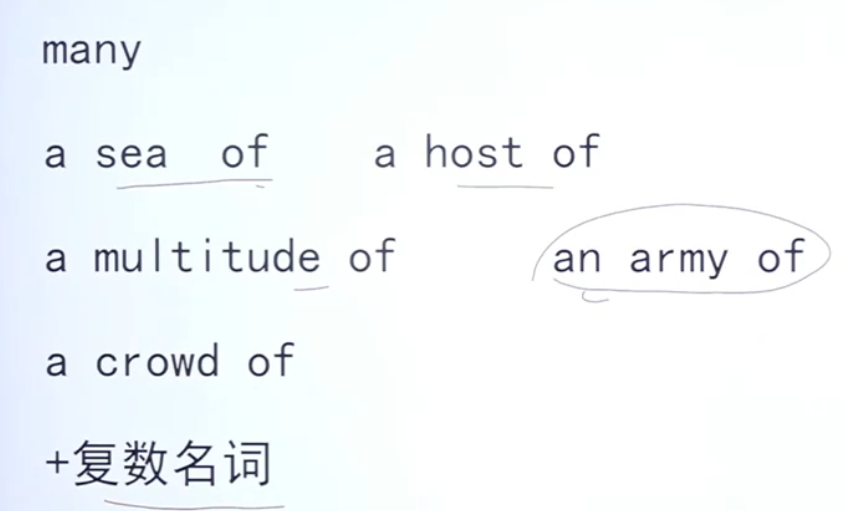 many
a sea of a host of
a multitude of an army of
a crowd of
+复数名词